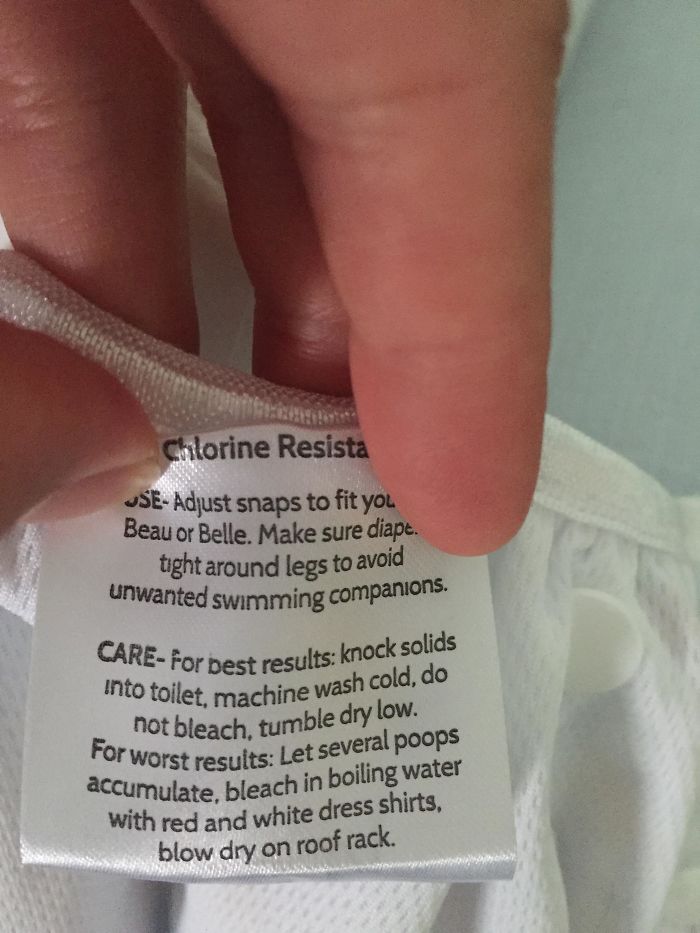 Chlorine Resista
USE- Adjust snaps to fit
Beau or Belle. Make sure
tight around legs to avoid
unwanted swimming companions.
CARE- For best results: knock solids
into toilet, machine wash cold, do
not bleach, tumble dry low.
For worst results: Let several poops
accumulate, bleach in boiling water
with red and white dress shirts,
blow dry on roof rack.